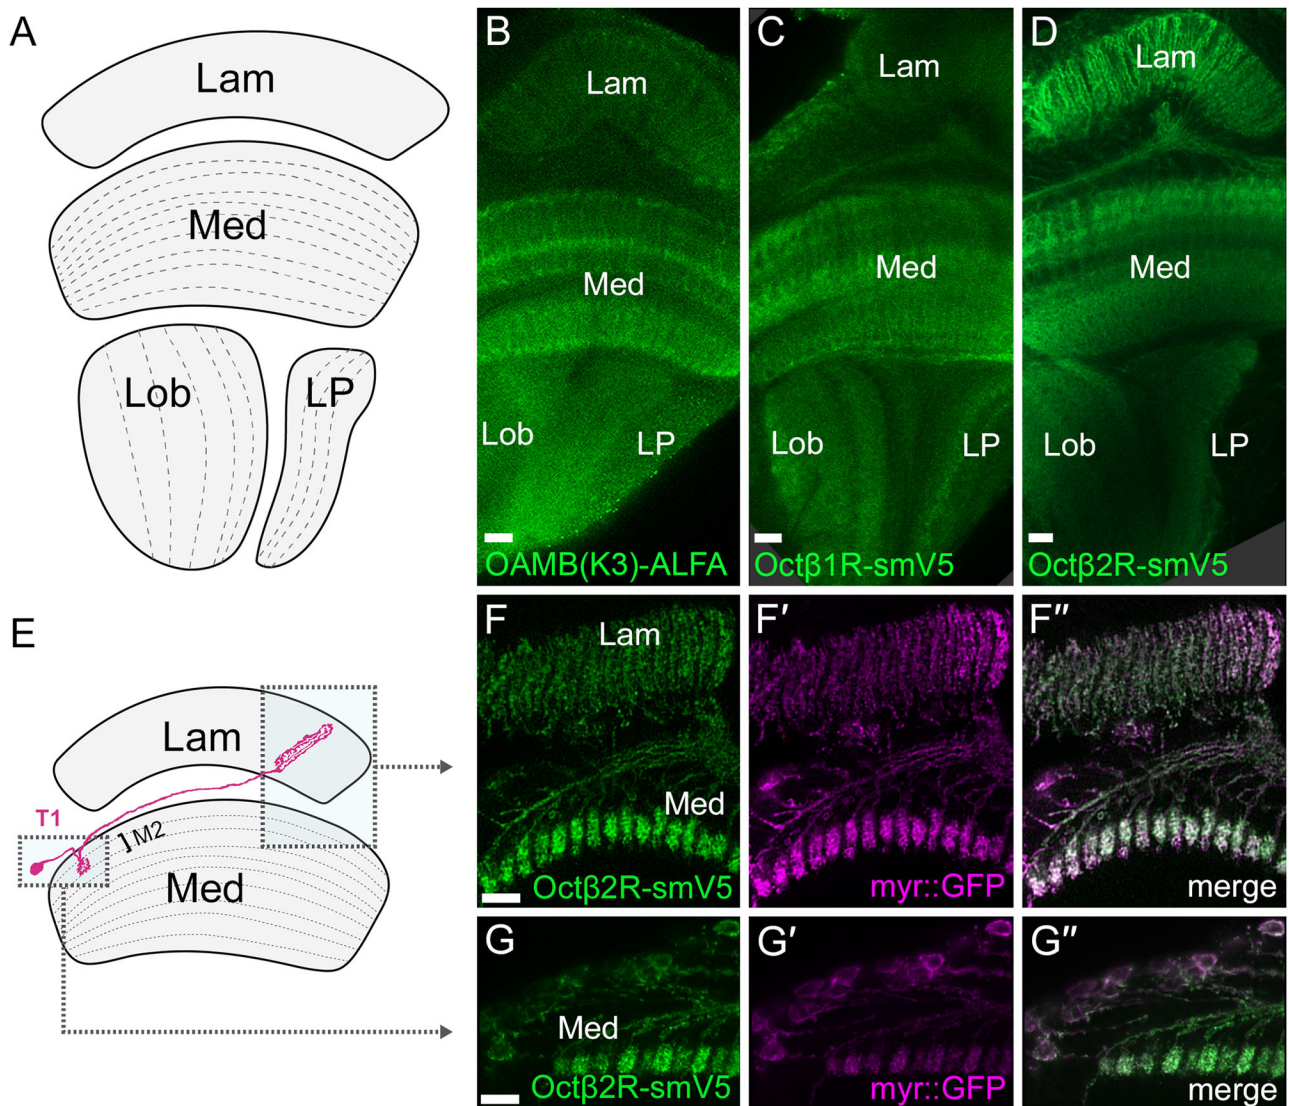 A
Lam
Med
Lob
LP
B
Lam
Med
Lob
LP
OAMB(K3)-ALFA
C
Lam
Med
Lob
LP
Octβ1R-smV5
D
Lam
Med
Lob
LP
Octβ2R-smV5
E
Lam
T1
M2
Med
F
Lam
Med
Octβ2R-smV5
F′
myr::GFP
F″
merge
G
Med
Octβ2R-smV5
G′
myr::GFP
G″
merge